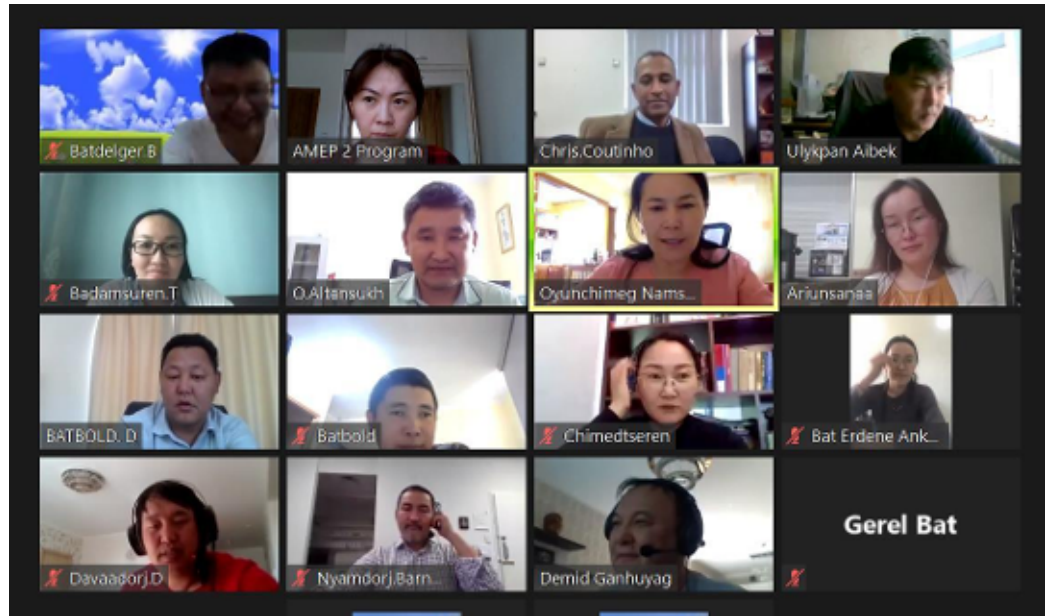 Batdelger.B
AMEP 2 Program
Chris.Coutinho
Ulykpan Aibek
Badamsuren.T
O.Altansukh
Oyunchimeg Nams...
Ariunsanaa
BATBOLD. D
Batbold
Chimedtseren
Bat Erdene Ank...
Davaadorj.D
Nyamdorj.Barn...
Demid Ganhuyag
Gerel Bat